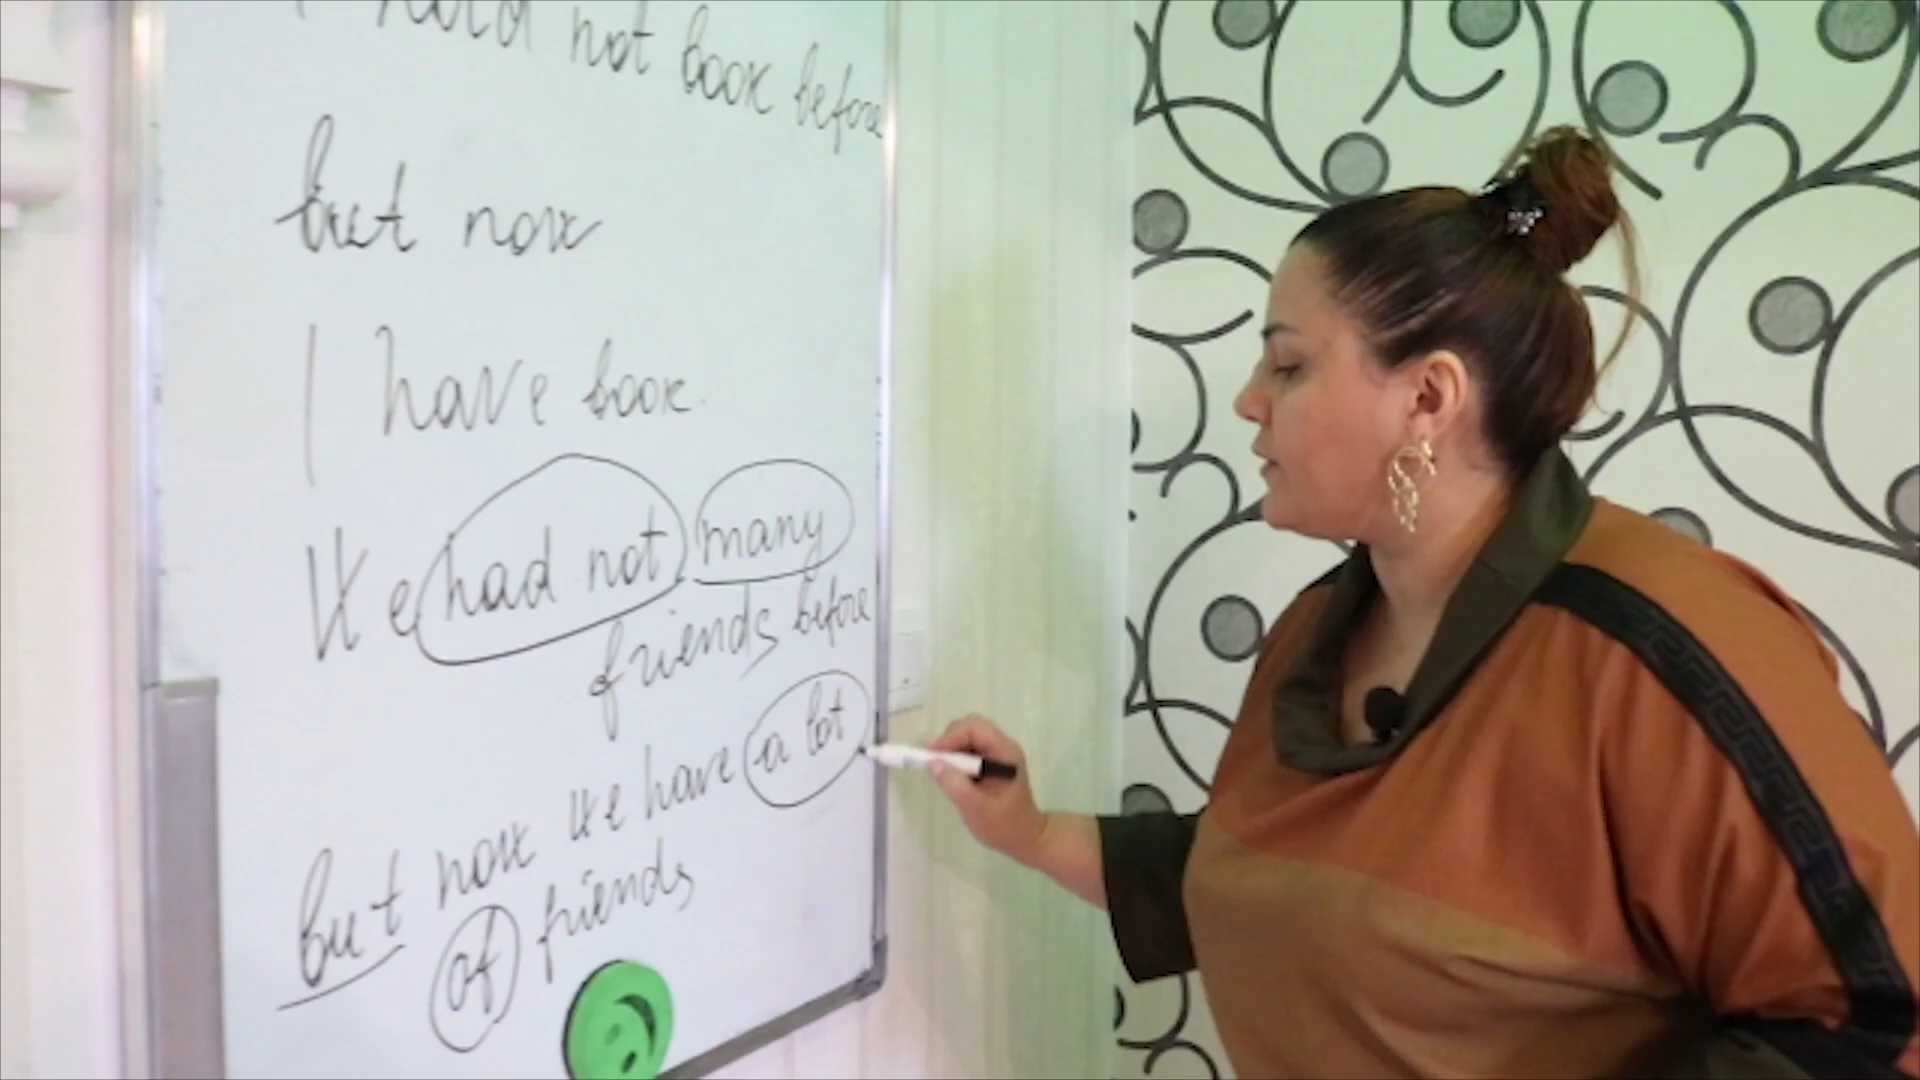 I had not book before
but now
I have book.
We had not many
friends before
but now we have a lot
of friends